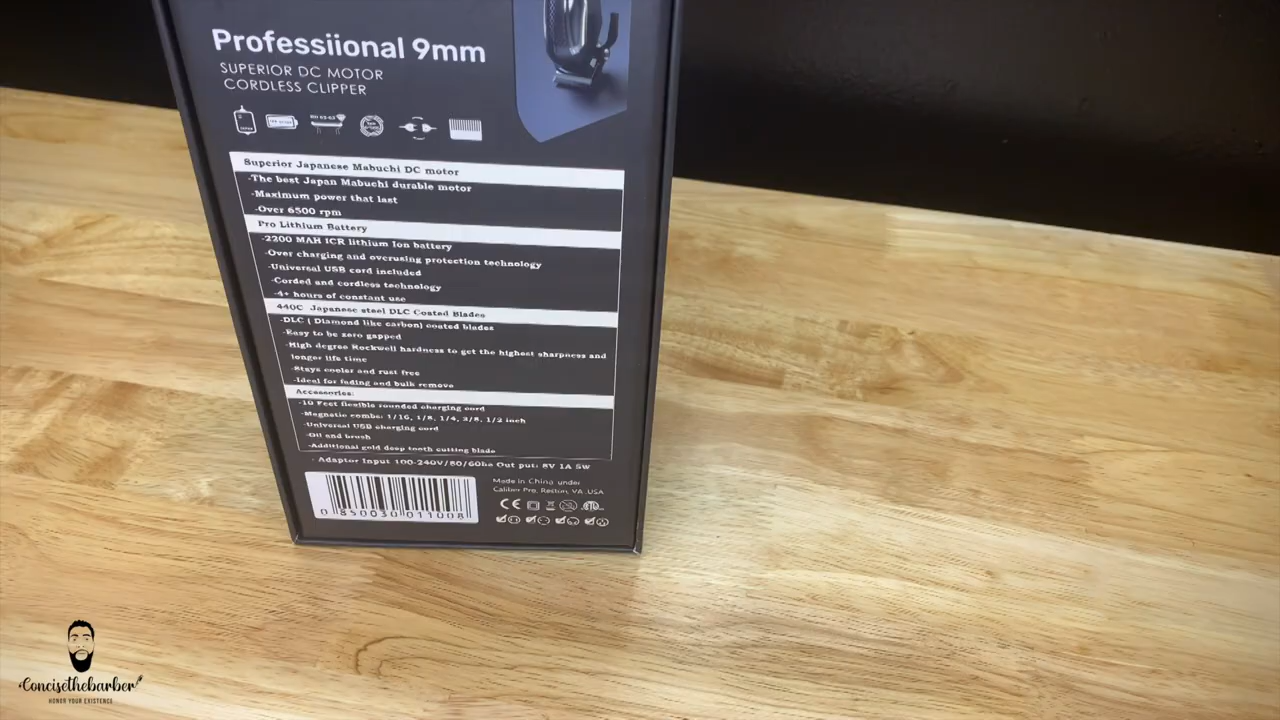 Professiional 9mm
SUPERIOR DC MOTOR
CORDLESS CLIPPER
Superior Japanese Mabuchi DC motor
-The best Japan Mabuchi durable motor
-Maximum power that last
-Over 6500 rpm
Pro Lithium Battery
-2200 MAH ICR lithium Ion battery
-Over charging and overusing protection technology
-Universal USB cord included
-Corded and cordless technology
-4+ hours of constant use
440C Japanese steel DLC Coated Blades
-DLC ( Diamond like carbon) coated blades
-Easy to be zero gapped
-High degree Rockwell hardness to get the highest sharpness and
longer life time
-Stays cooler and rust free
-Ideal for fading and bulk remove
Accessories:
-10 Feet flexible rounded charging cord
-Magnetic combs: 1/16, 1/8, 1/4, 3/8, 1/2 inch
-Universal USB charging cord
-Oil and brush
-Additional gold deep tooth cutting blade
- Adaptor Input 100-240V/50/60hz Out put: 5V 1A 5W
Made in China under
Caliber Pro, Reston, VA .USA
0 850030 011008
CE
Concisethebarber
HONOR YOUR EXISTENCE